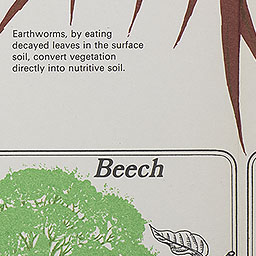 Earthworms, by eating
decayed leaves in the surface
soil, convert vegetation
directly into nutritive soil.
Beech